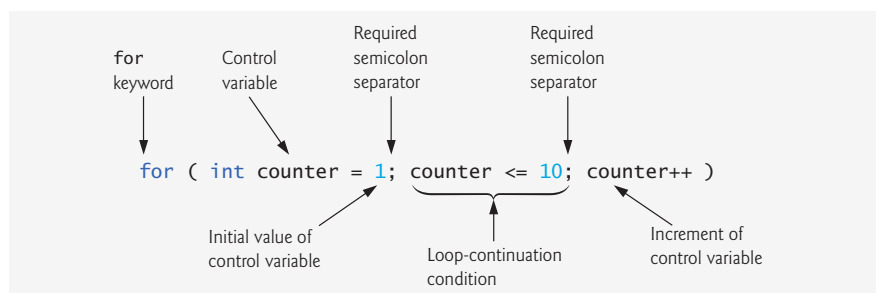 for
keyword
Control
variable
Required
semicolon
separator
Required
semicolon
separator
for ( int counter = 1; counter <= 10; counter++ )
Initial value of
control variable
Loop-continuation
condition
Increment of
control variable